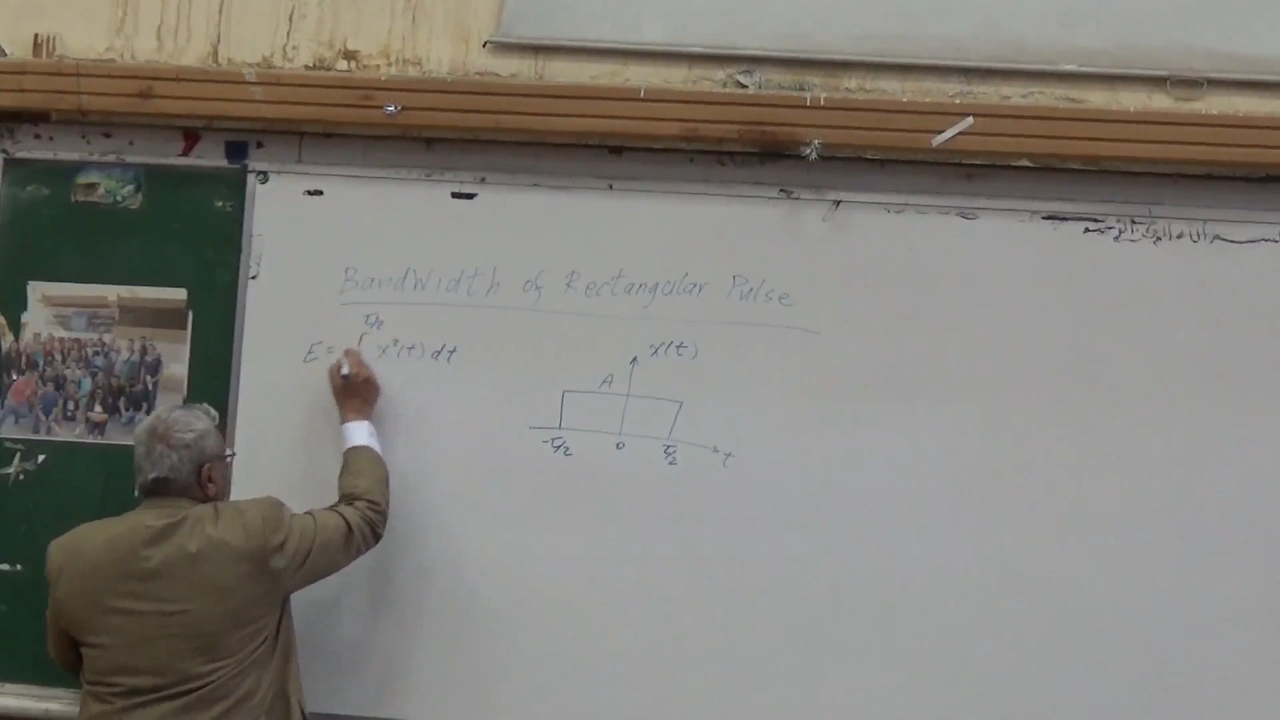 بسم الله الرحمن الرحيم
BandWidth of Rectangular Pulse
τ/2
E = ∫ x²(t) dt
x(t)
A
-τ/2 0 τ/2 t